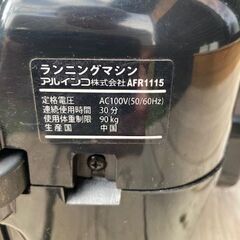 ランニングマシン
アルインコ株式会社 AFR1115
定格電圧 AC100V(50/60Hz)
連続使用時間 30分
使用体重制限 90kg
生産国 中国